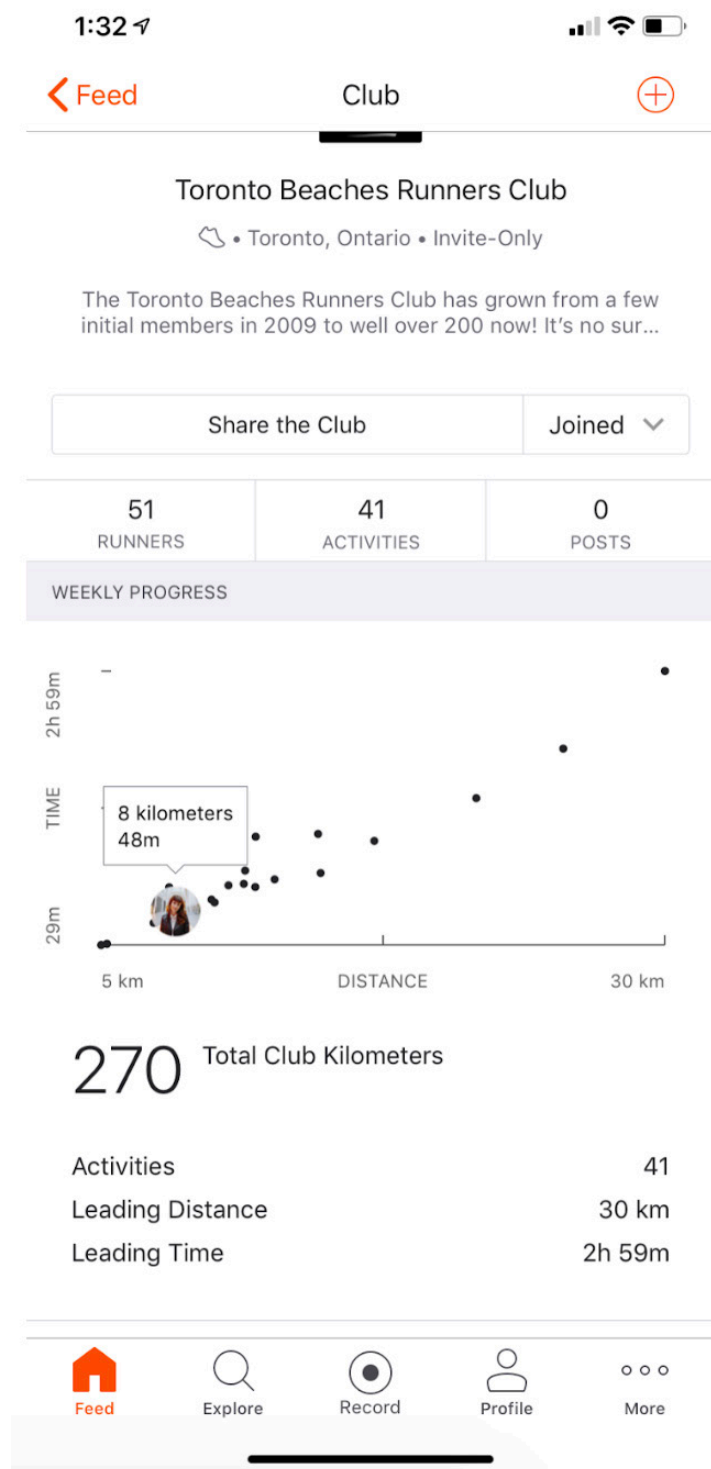 1:32
Feed
Club
Toronto Beaches Runners Club
• Toronto, Ontario • Invite-Only
The Toronto Beaches Runners Club has grown from a few
initial members in 2009 to well over 200 now! It's no sur...
Share the Club
Joined
51
RUNNERS
41
ACTIVITIES
0
POSTS
WEEKLY PROGRESS
2h 59m
TIME
29m
8 kilometers
48m
5 km
DISTANCE
30 km
270 Total Club Kilometers
Activities 41
Leading Distance 30 km
Leading Time 2h 59m
Feed
Explore
Record
Profile
More